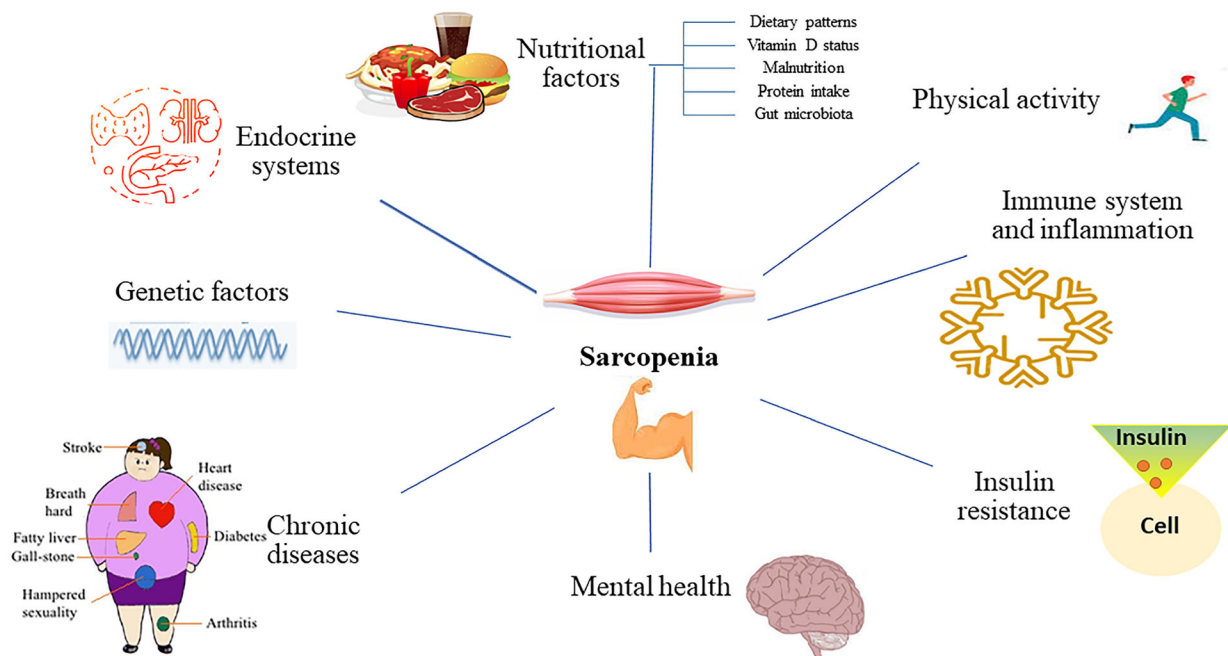 Nutritional
factors
Dietary patterns
Vitamin D status
Malnutrition
Protein intake
Gut microbiota
Physical activity
Endocrine
systems
Immune system
and inflammation
Genetic factors
Sarcopenia
Stroke
Heart
disease
Breath
hard
Fatty liver
Gall-stone
Diabetes
Hampered
sexuality
Arthritis
Chronic
diseases
Mental health
Insulin
resistance
Insulin
Cell